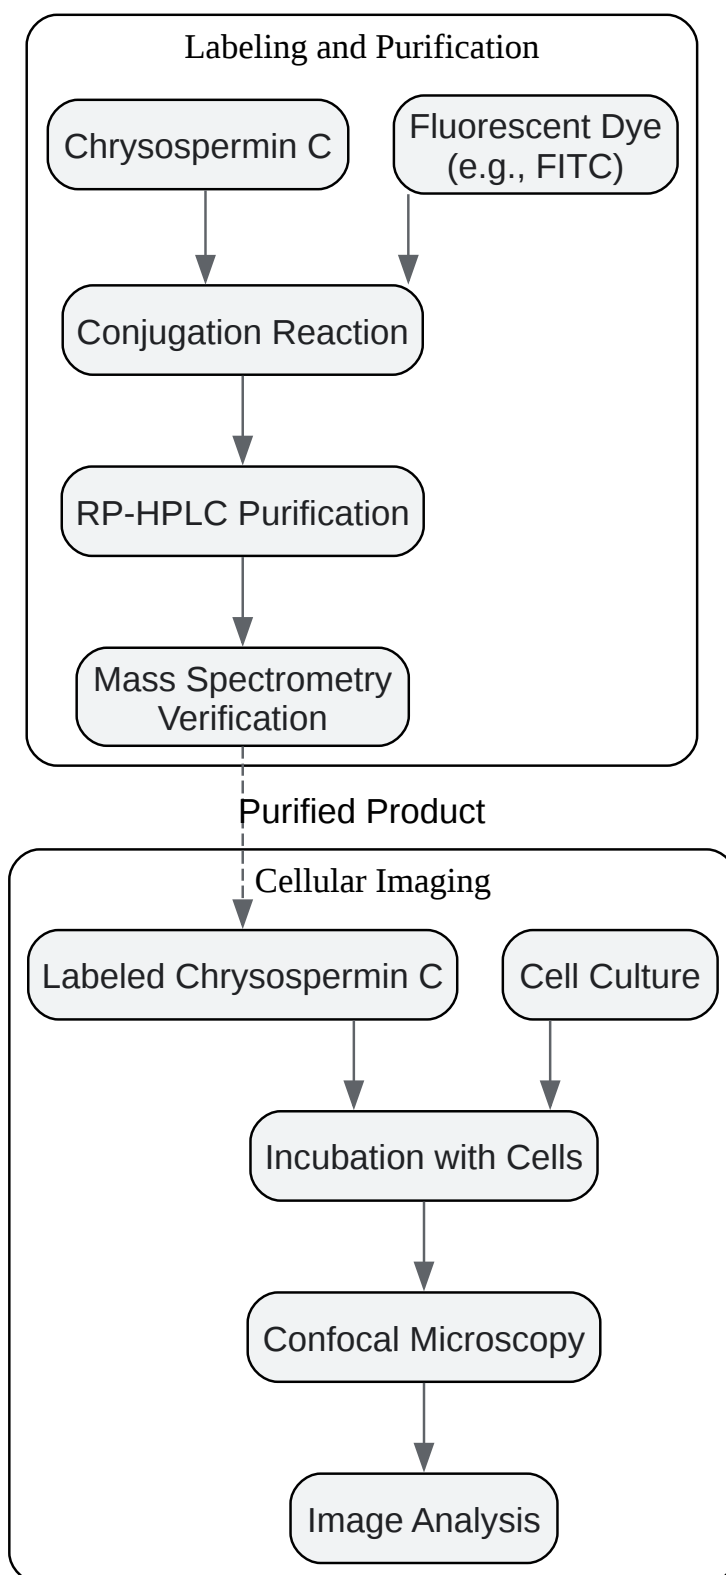 Labeling and Purification
Chrysospermin C
Fluorescent Dye
(e.g., FITC)
Conjugation Reaction
RP-HPLC Purification
Mass Spectrometry
Verification
Purified Product
Cellular Imaging
Labeled Chrysospermin C
Cell Culture
Incubation with Cells
Confocal Microscopy
Image Analysis